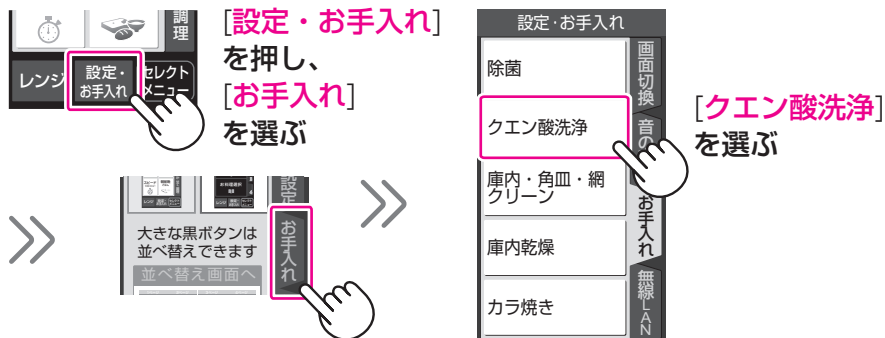 調理
レンジ
設定・
お手入れ
セレクト
メニュー
[設定・お手入れ]
を押し、
[お手入れ]
を選ぶ
設定
お手入れ
大きな黒ボタンは
並べ替えできます
並べ替え画面へ
設定・お手入れ
除菌
クエン酸洗浄
庫内・角皿・網
クリーン
庫内乾燥
カラ焼き
画面切換
音の
お手入れ
無線LAN
[クエン酸洗浄]
を選ぶ